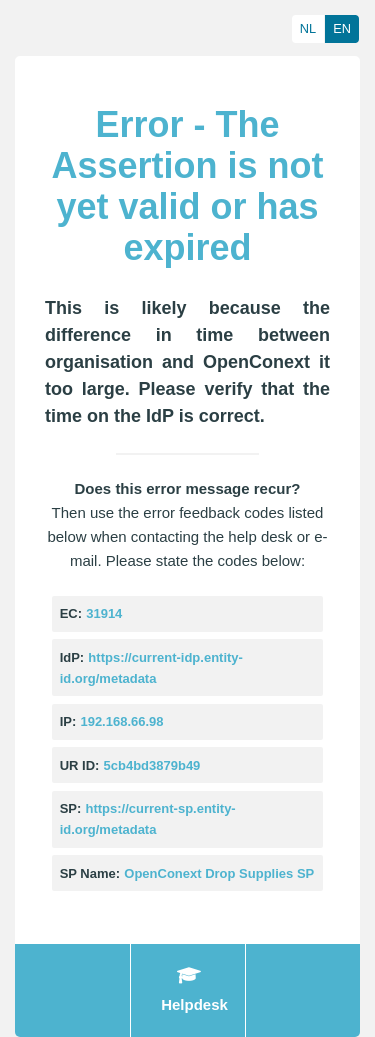 NL EN
Error - The
Assertion is not
yet valid or has
expired
This is likely because the
difference in time between
organisation and OpenConext it
too large. Please verify that the
time on the IdP is correct.
Does this error message recur?
Then use the error feedback codes listed
below when contacting the help desk or e-
mail. Please state the codes below:
EC: 31914
IdP: https://current-idp.entity-
id.org/metadata
IP: 192.168.66.98
UR ID: 5cb4bd3879b49
SP: https://current-sp.entity-
id.org/metadata
SP Name: OpenConext Drop Supplies SP
Helpdesk